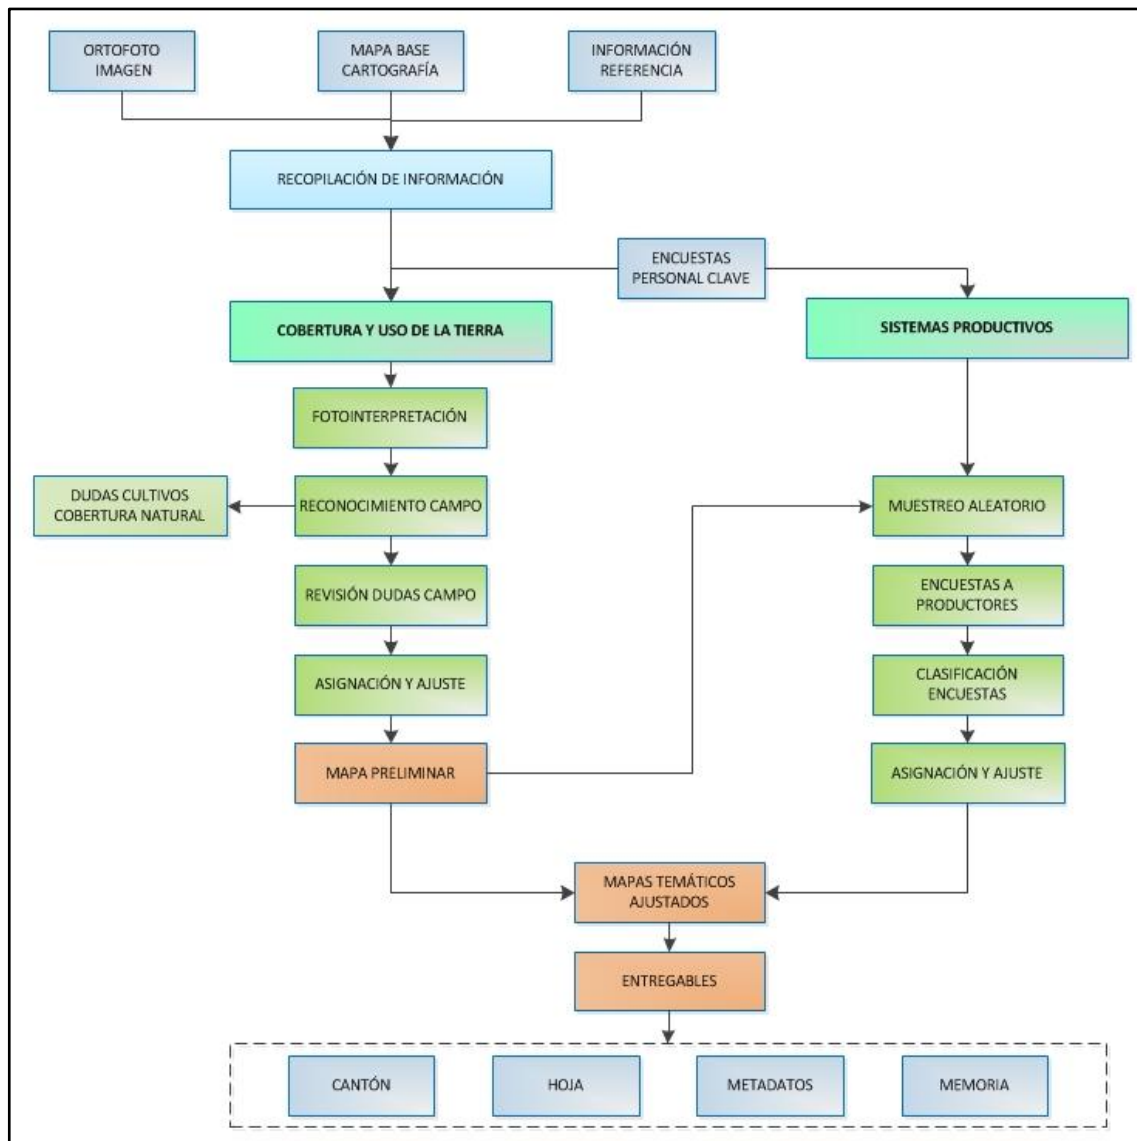 ORTOFOTO
IMAGEN
MAPA BASE
CARTOGRAFÍA
INFORMACIÓN
REFERENCIA
RECOPILACIÓN DE INFORMACIÓN
ENCUESTAS
PERSONAL CLAVE
COBERTURA Y USO DE LA TIERRA
SISTEMAS PRODUCTIVOS
FOTOINTERPRETACIÓN
DUDAS CULTIVOS
COBERTURA NATURAL
RECONOCIMIENTO CAMPO
MUESTREO ALEATORIO
REVISIÓN DUDAS CAMPO
ENCUESTAS A
PRODUCTORES
ASIGNACIÓN Y AJUSTE
CLASIFICACIÓN
ENCUESTAS
MAPA PRELIMINAR
ASIGNACIÓN Y AJUSTE
MAPAS TEMÁTICOS
AJUSTADOS
ENTREGABLES
CANTÓN
HOJA
METADATOS
MEMORIA